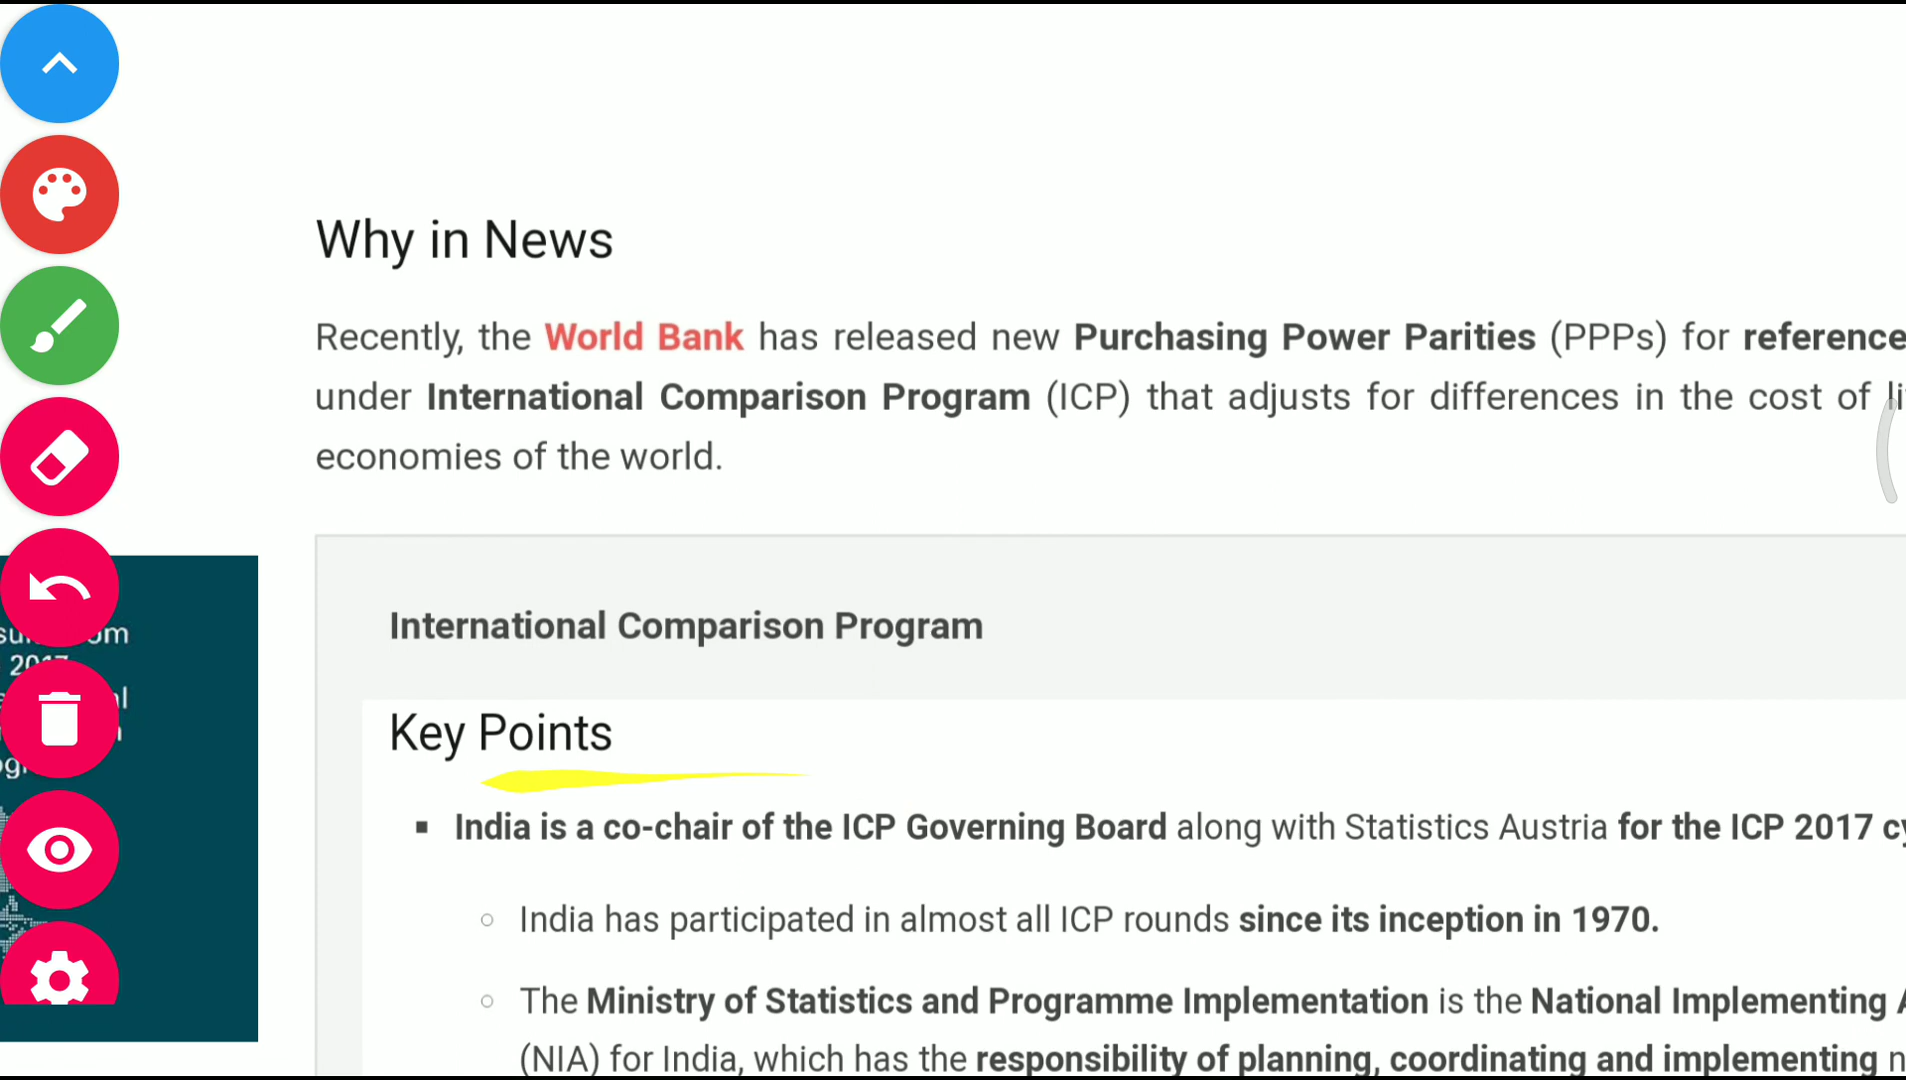 Why in News
Recently, the World Bank has released new Purchasing Power Parities (PPPs) for reference
under International Comparison Program (ICP) that adjusts for differences in the cost of li
economies of the world.
International Comparison Program
Key Points
▪ India is a co-chair of the ICP Governing Board along with Statistics Austria for the ICP 2017 cy
○ India has participated in almost all ICP rounds since its inception in 1970.
○ The Ministry of Statistics and Programme Implementation is the National Implementing A
(NIA) for India, which has the responsibility of planning, coordinating and implementing n